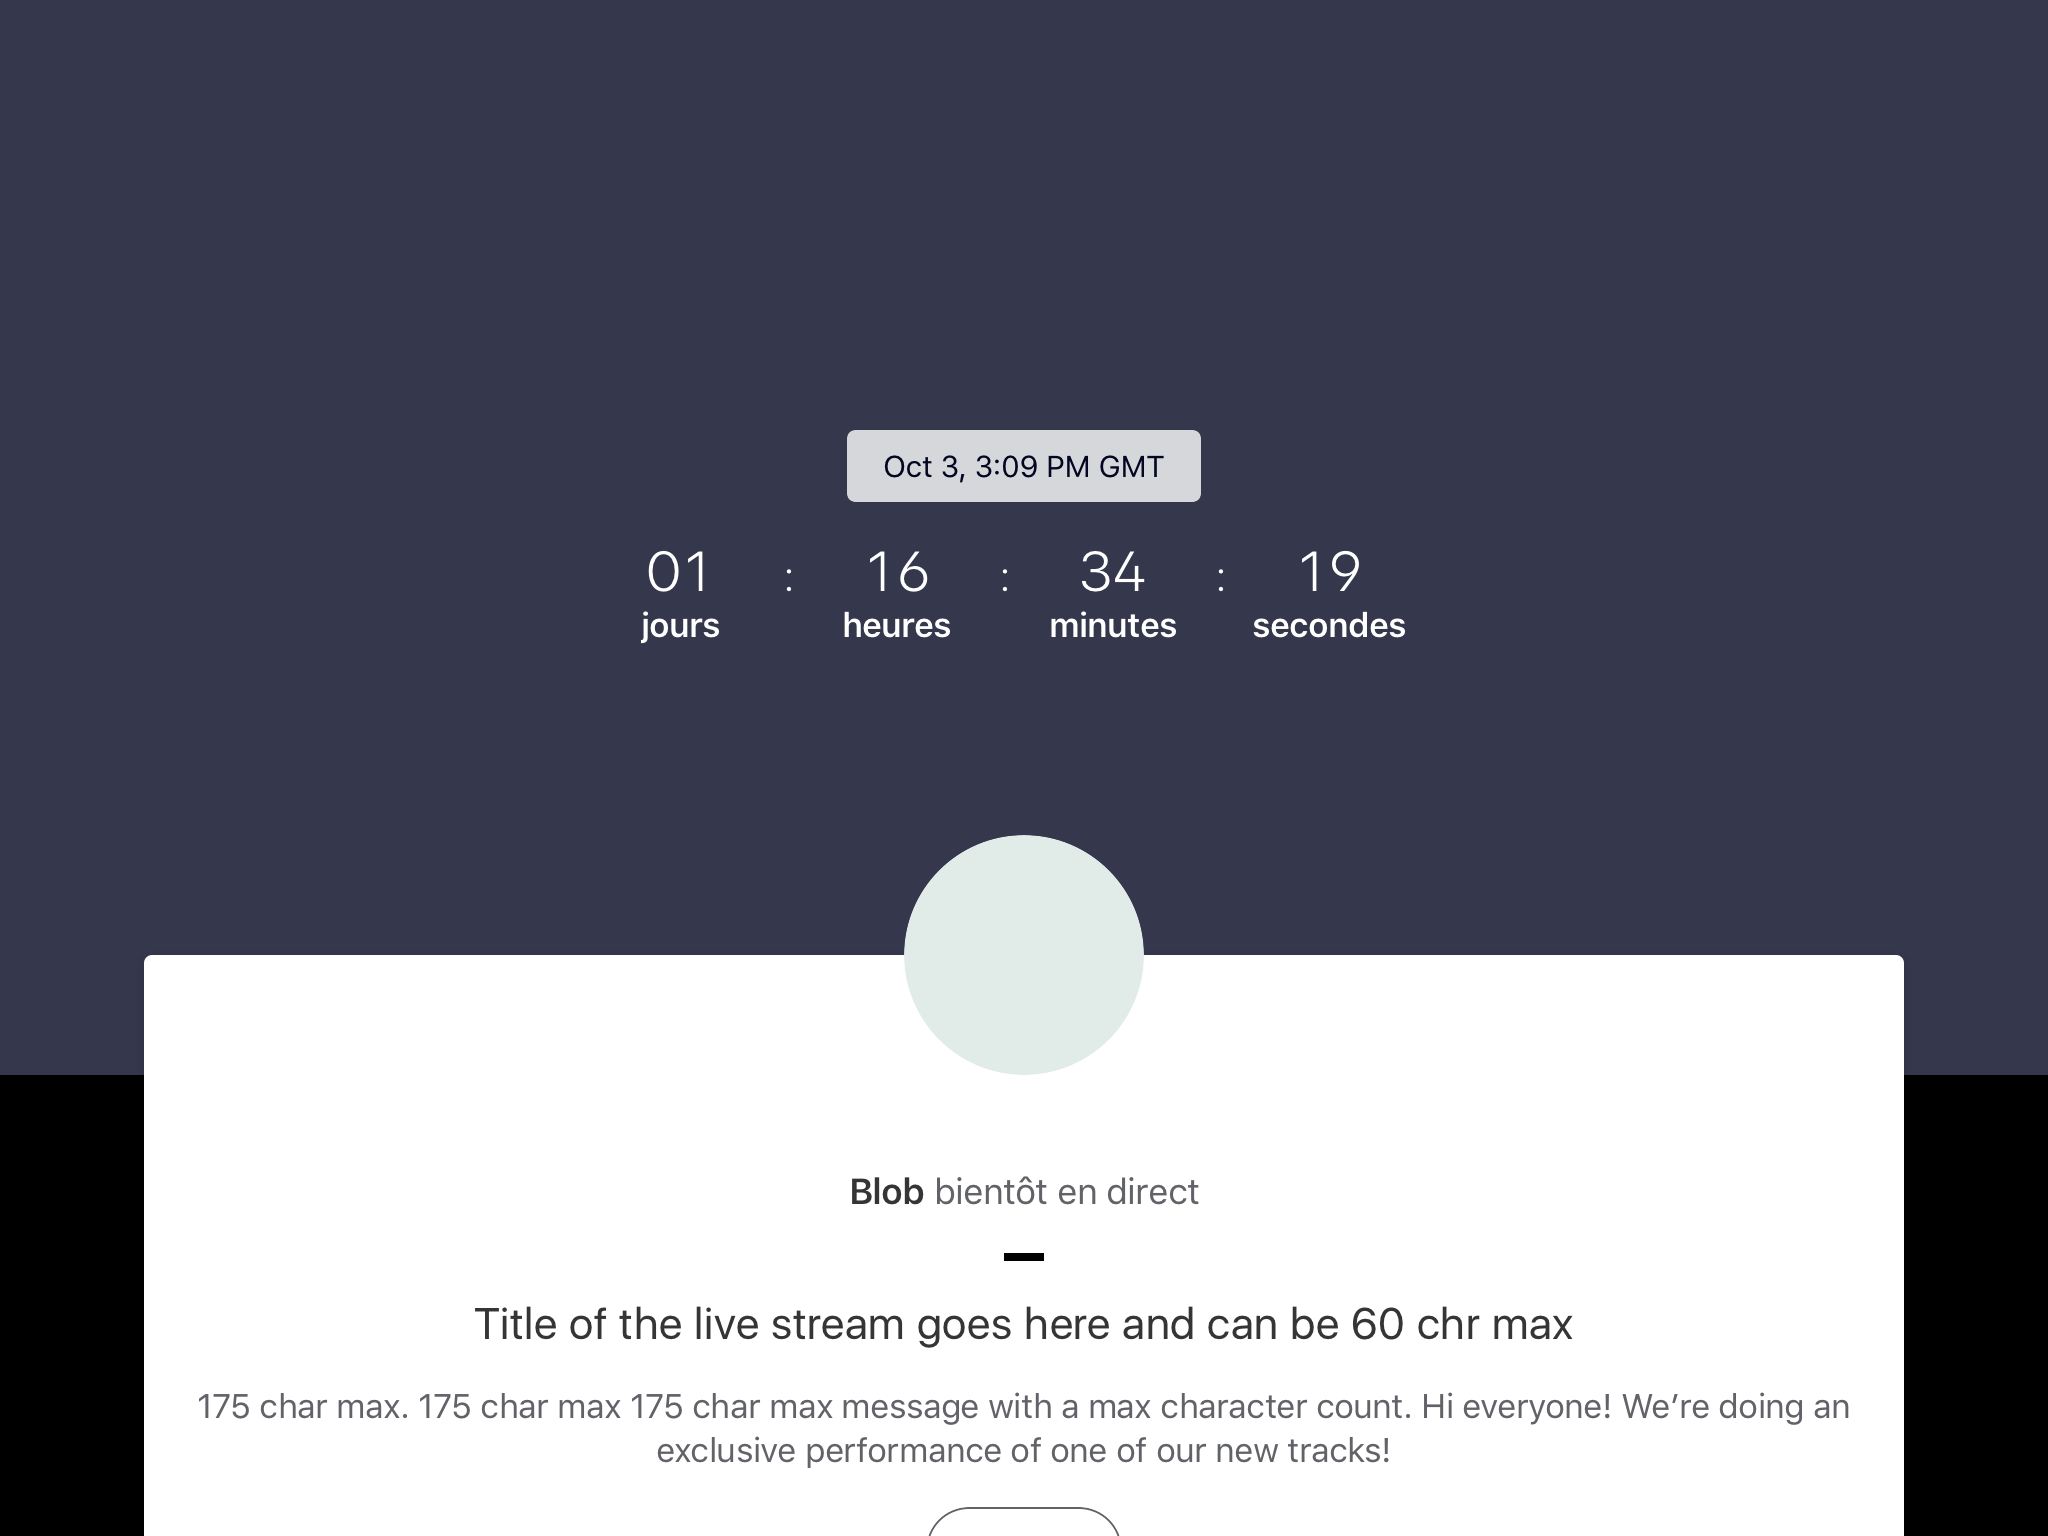 Oct 3, 3:09 PM GMT
01 : 16 : 34 : 19
jours heures minutes secondes
Blob bientôt en direct
Title of the live stream goes here and can be 60 chr max
175 char max. 175 char max 175 char max message with a max character count. Hi everyone! We’re doing an
exclusive performance of one of our new tracks!